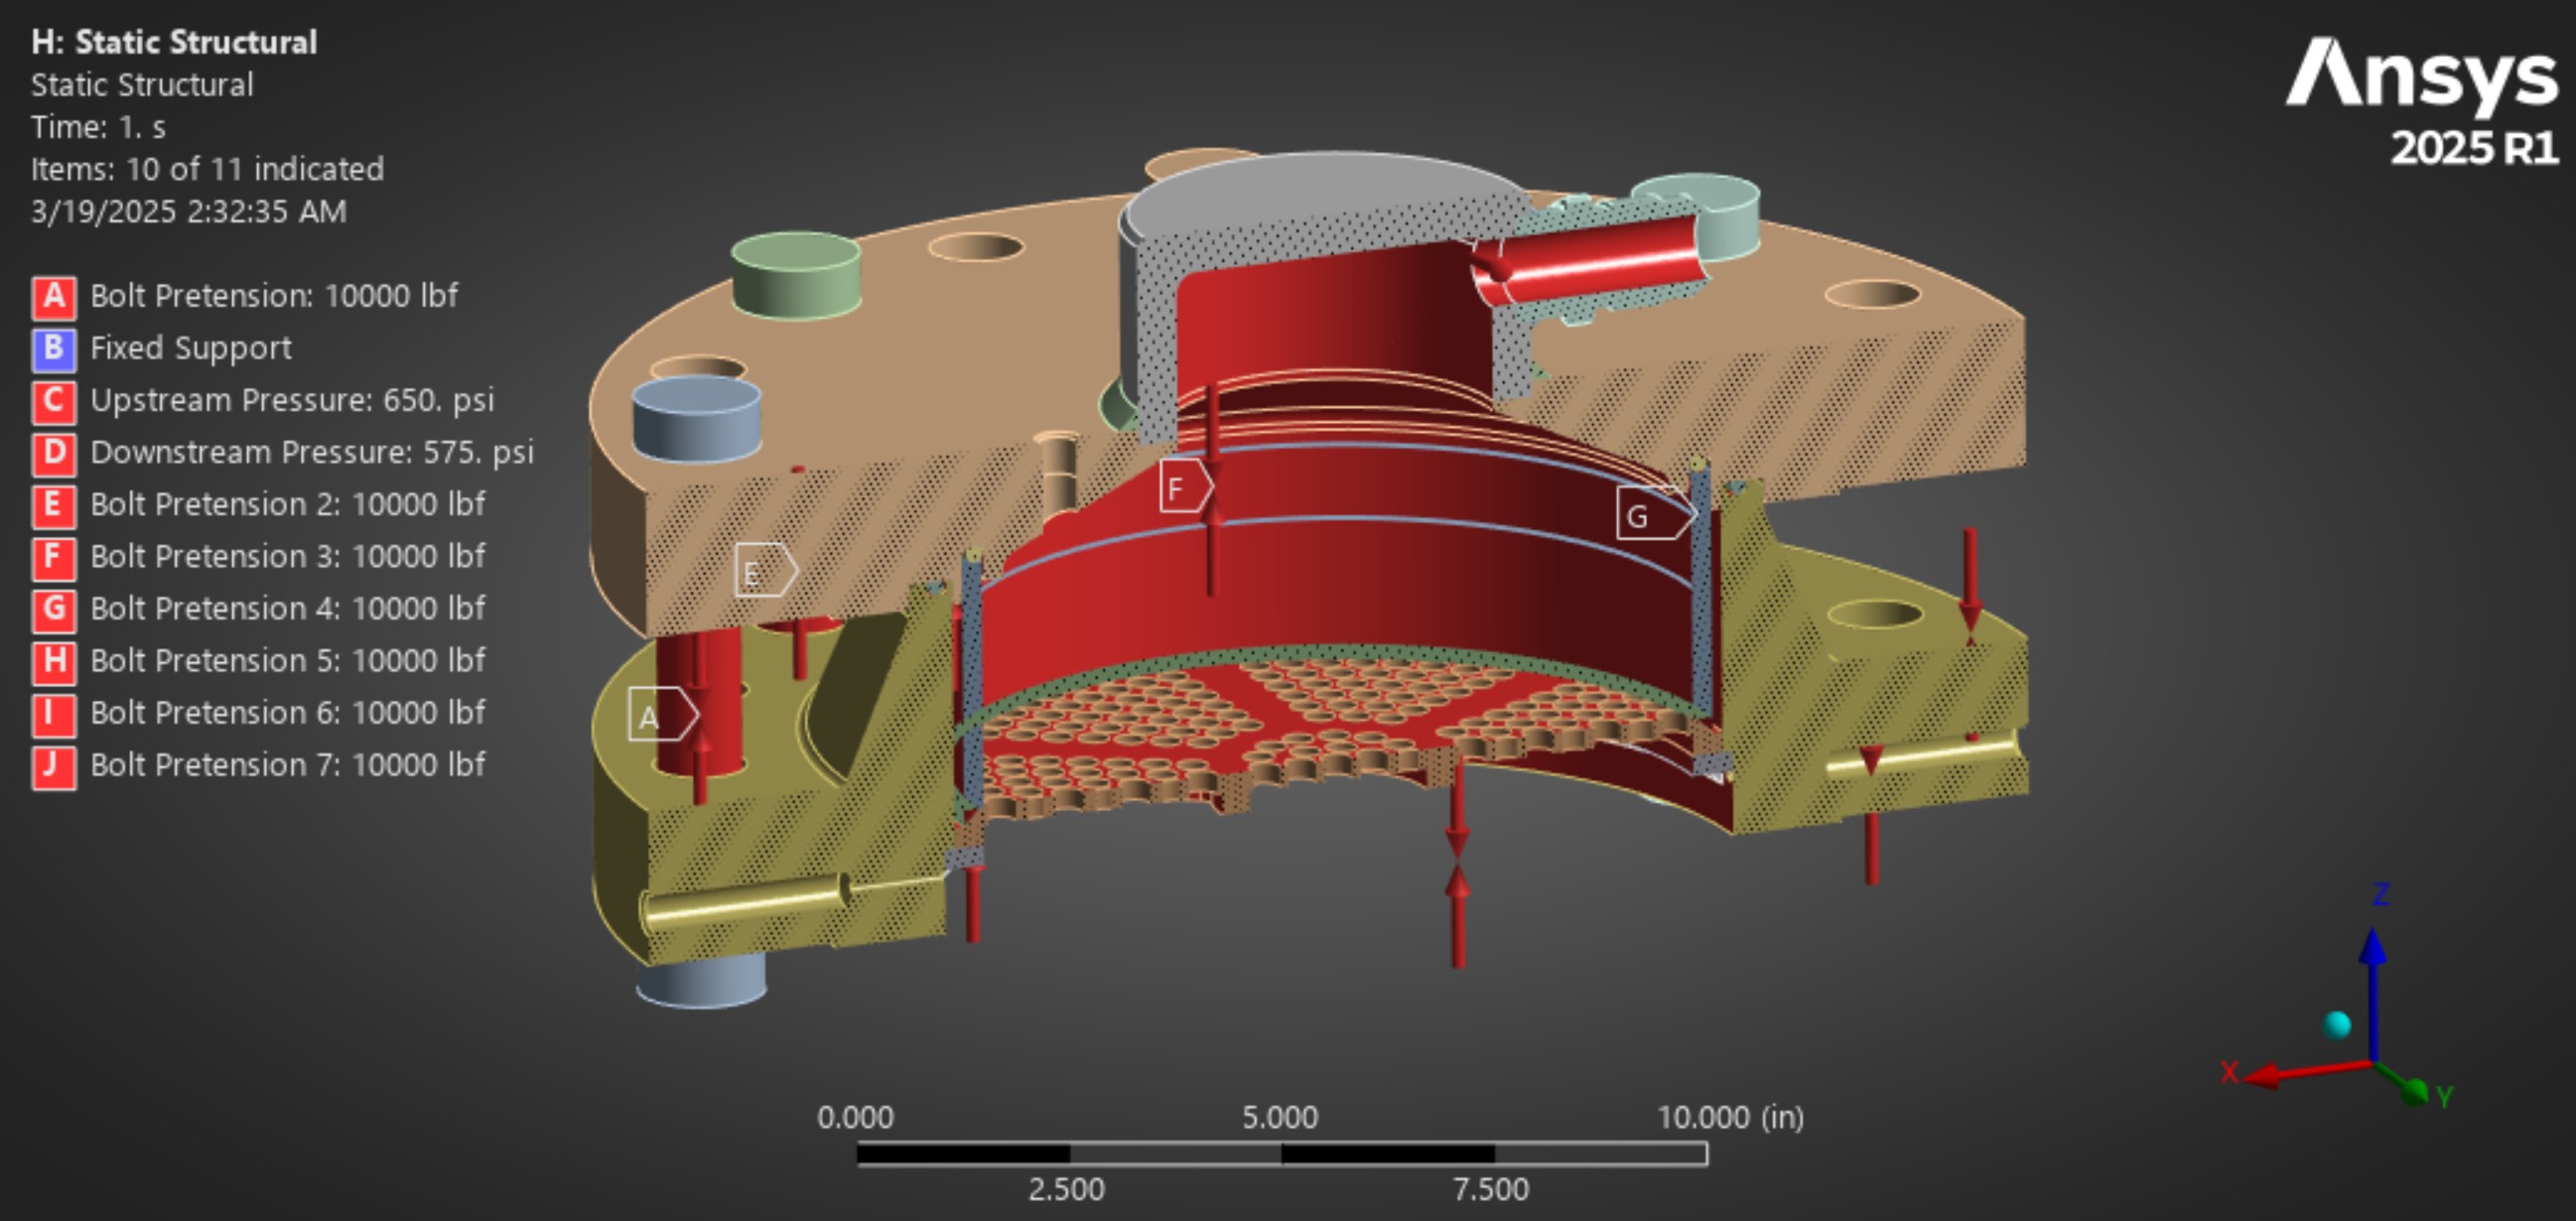 H: Static Structural
Static Structural
Time: 1. s
Items: 10 of 11 indicated
3/19/2025 2:32:35 AM
A Bolt Pretension: 10000 lbf
B Fixed Support
C Upstream Pressure: 650. psi
D Downstream Pressure: 575. psi
E Bolt Pretension 2: 10000 lbf
F Bolt Pretension 3: 10000 lbf
G Bolt Pretension 4: 10000 lbf
H Bolt Pretension 5: 10000 lbf
I Bolt Pretension 6: 10000 lbf
J Bolt Pretension 7: 10000 lbf
Ansys
2025 R1
F
G
E
A
Z
X
Y
0.000 5.000 10.000 (in)
2.500 7.500